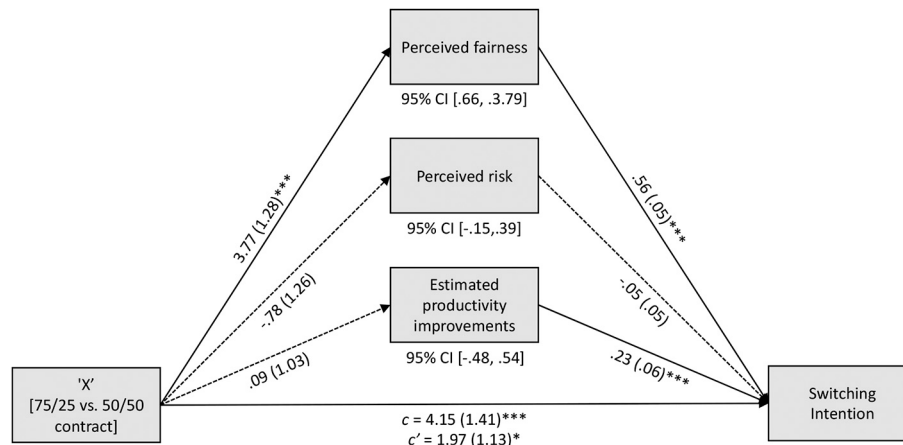 Perceived fairness
95% CI [.66, .3.79]
3.77 (1.28)***
.56 (.05)***
Perceived risk
95% CI [-.15,.39]
-.78 (1.26)
-.05 (.05)
Estimated
productivity
improvements
95% CI [-.48, .54]
.09 (1.03)
.23 (.06)***
'X’
[75/25 vs. 50/50
contract]
Switching
Intention
c = 4.15 (1.41)***
c’ = 1.97 (1.13)*